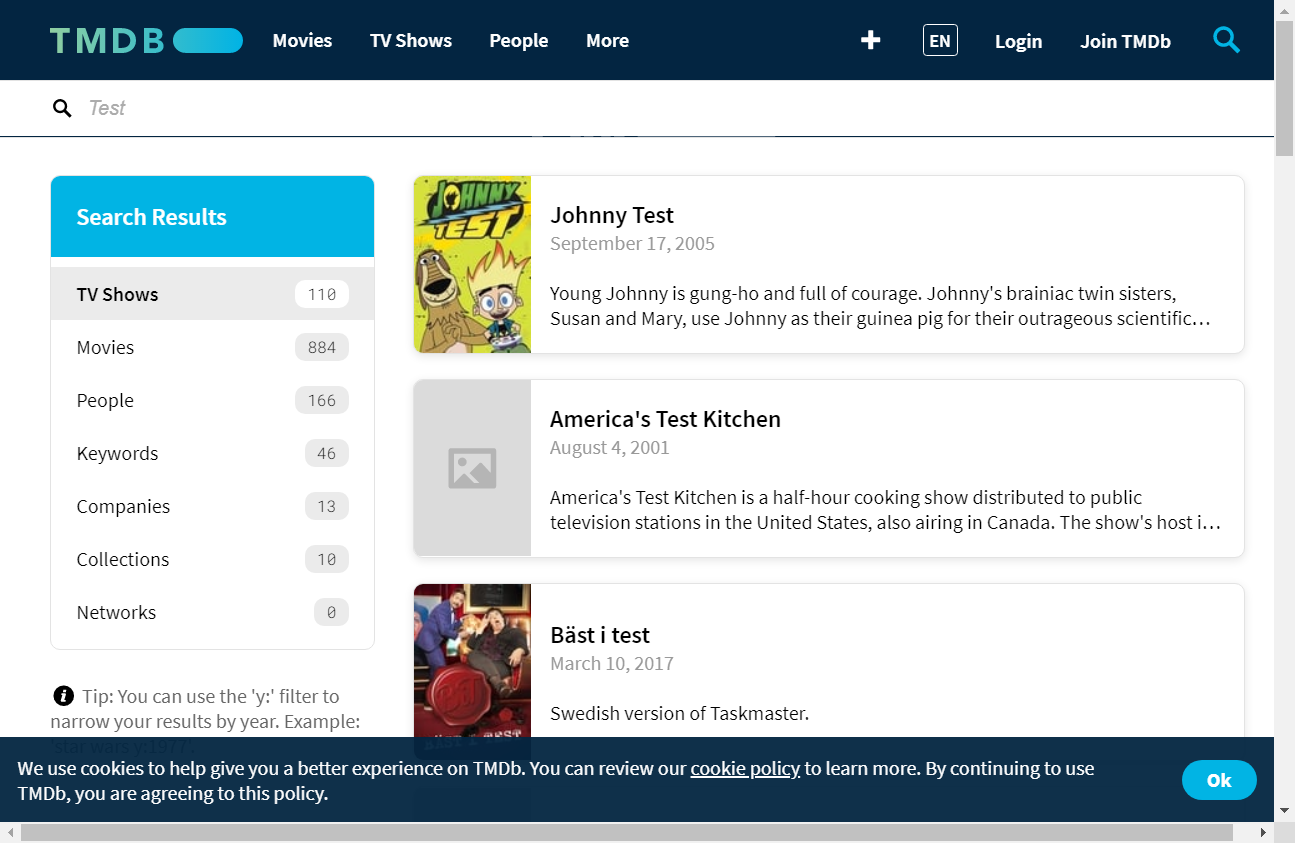 TMDB
Movies
TV Shows
People
More
EN
Login
Join TMDb
Test
Search Results
TV Shows 110
Movies 884
People 166
Keywords 46
Companies 13
Collections 10
Networks 0
Tip: You can use the 'y:' filter to
narrow your results by year. Example:
'star wars y:1977'.
JOHNNY
TEST
Johnny Test
September 17, 2005
Young Johnny is gung-ho and full of courage. Johnny's brainiac twin sisters,
Susan and Mary, use Johnny as their guinea pig for their outrageous scientific…
America's Test Kitchen
August 4, 2001
America's Test Kitchen is a half-hour cooking show distributed to public
television stations in the United States, also airing in Canada. The show's host i…
BÄST I TEST
Bäst i test
March 10, 2017
Swedish version of Taskmaster.
We use cookies to help give you a better experience on TMDb. You can review our cookie policy to learn more. By continuing to use
TMDb, you are agreeing to this policy.
Ok